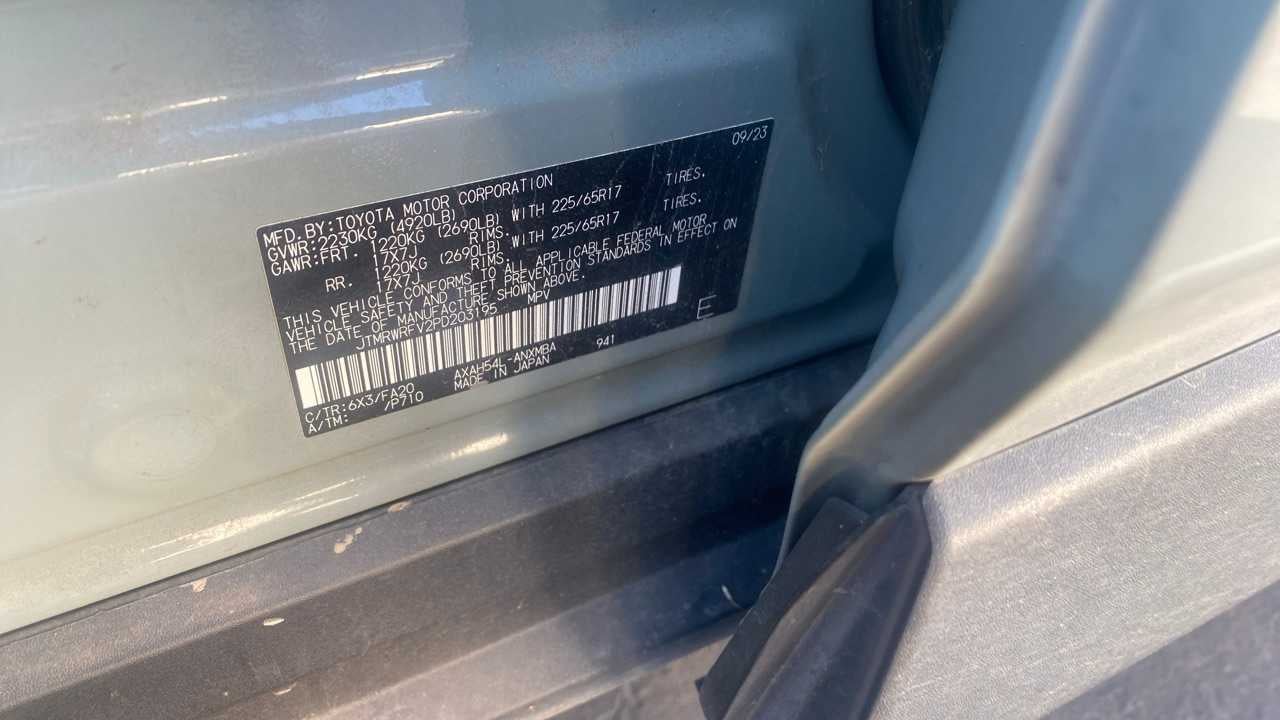 09/23
MFD.BY:TOYOTA MOTOR CORPORATION
GVWR:2230KG (4920LB)
GAWR:FRT. 1220KG (2690LB) WITH 225/65R17 TIRES.
17X7J RIMS.
RR. 1220KG (2690LB) WITH 225/65R17 TIRES.
17X7J RIMS.
THIS VEHICLE CONFORMS TO ALL APPLICABLE FEDERAL MOTOR
VEHICLE SAFETY AND THEFT PREVENTION STANDARDS IN EFFECT ON
THE DATE OF MANUFACTURE SHOWN ABOVE.
JTMRWRFV2PD203195 MPV
E
C/TR:6X3/FA20 AXAH54L-ANXMBA 941
A/TM: /P710 MADE IN JAPAN